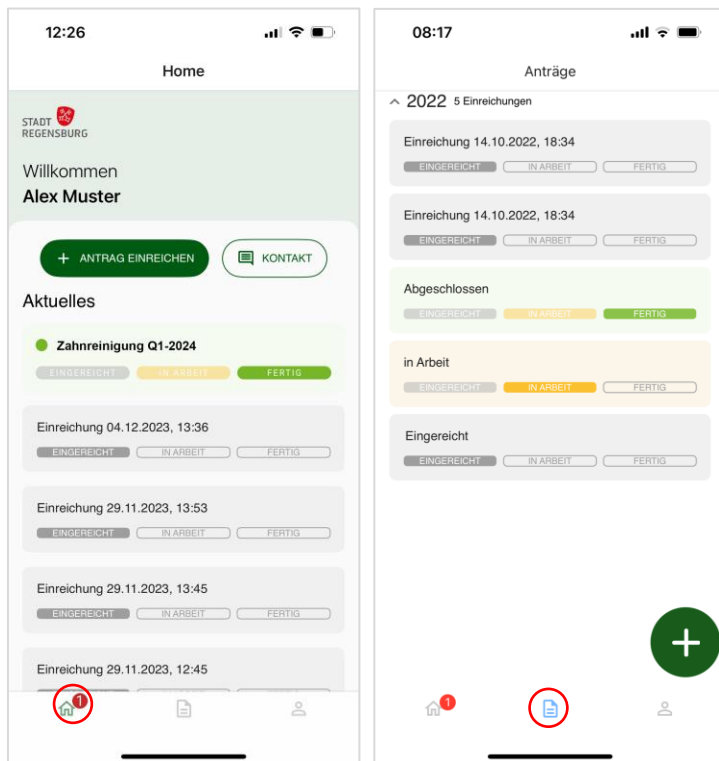 12:26
Home
STADT
REGENSBURG
Willkommen
Alex Muster
+ ANTRAG EINREICHEN
KONTAKT
Aktuelles
Zahnreinigung Q1-2024
EINGEREICHT IN ARBEIT FERTIG
Einreichung 04.12.2023, 13:36
EINGEREICHT IN ARBEIT FERTIG
Einreichung 29.11.2023, 13:53
EINGEREICHT IN ARBEIT FERTIG
Einreichung 29.11.2023, 13:45
EINGEREICHT IN ARBEIT FERTIG
Einreichung 29.11.2023, 12:45
1
08:17
Anträge
2022 5 Einreichungen
Einreichung 14.10.2022, 18:34
EINGEREICHT IN ARBEIT FERTIG
Einreichung 14.10.2022, 18:34
EINGEREICHT IN ARBEIT FERTIG
Abgeschlossen
EINGEREICHT IN ARBEIT FERTIG
in Arbeit
EINGEREICHT IN ARBEIT FERTIG
Eingereicht
EINGEREICHT IN ARBEIT FERTIG
+
1